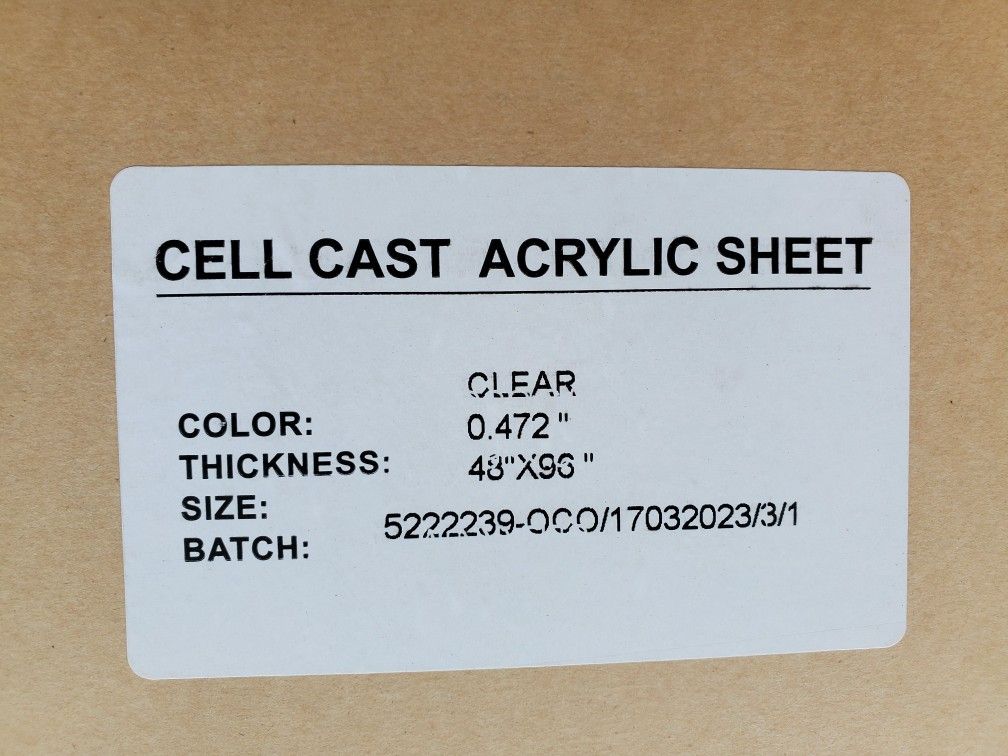 CELL CAST ACRYLIC SHEET
CLEAR
COLOR:
0.472"
THICKNESS:
48"X96"
SIZE:
5222239-OCO/17032023/3/1
BATCH: